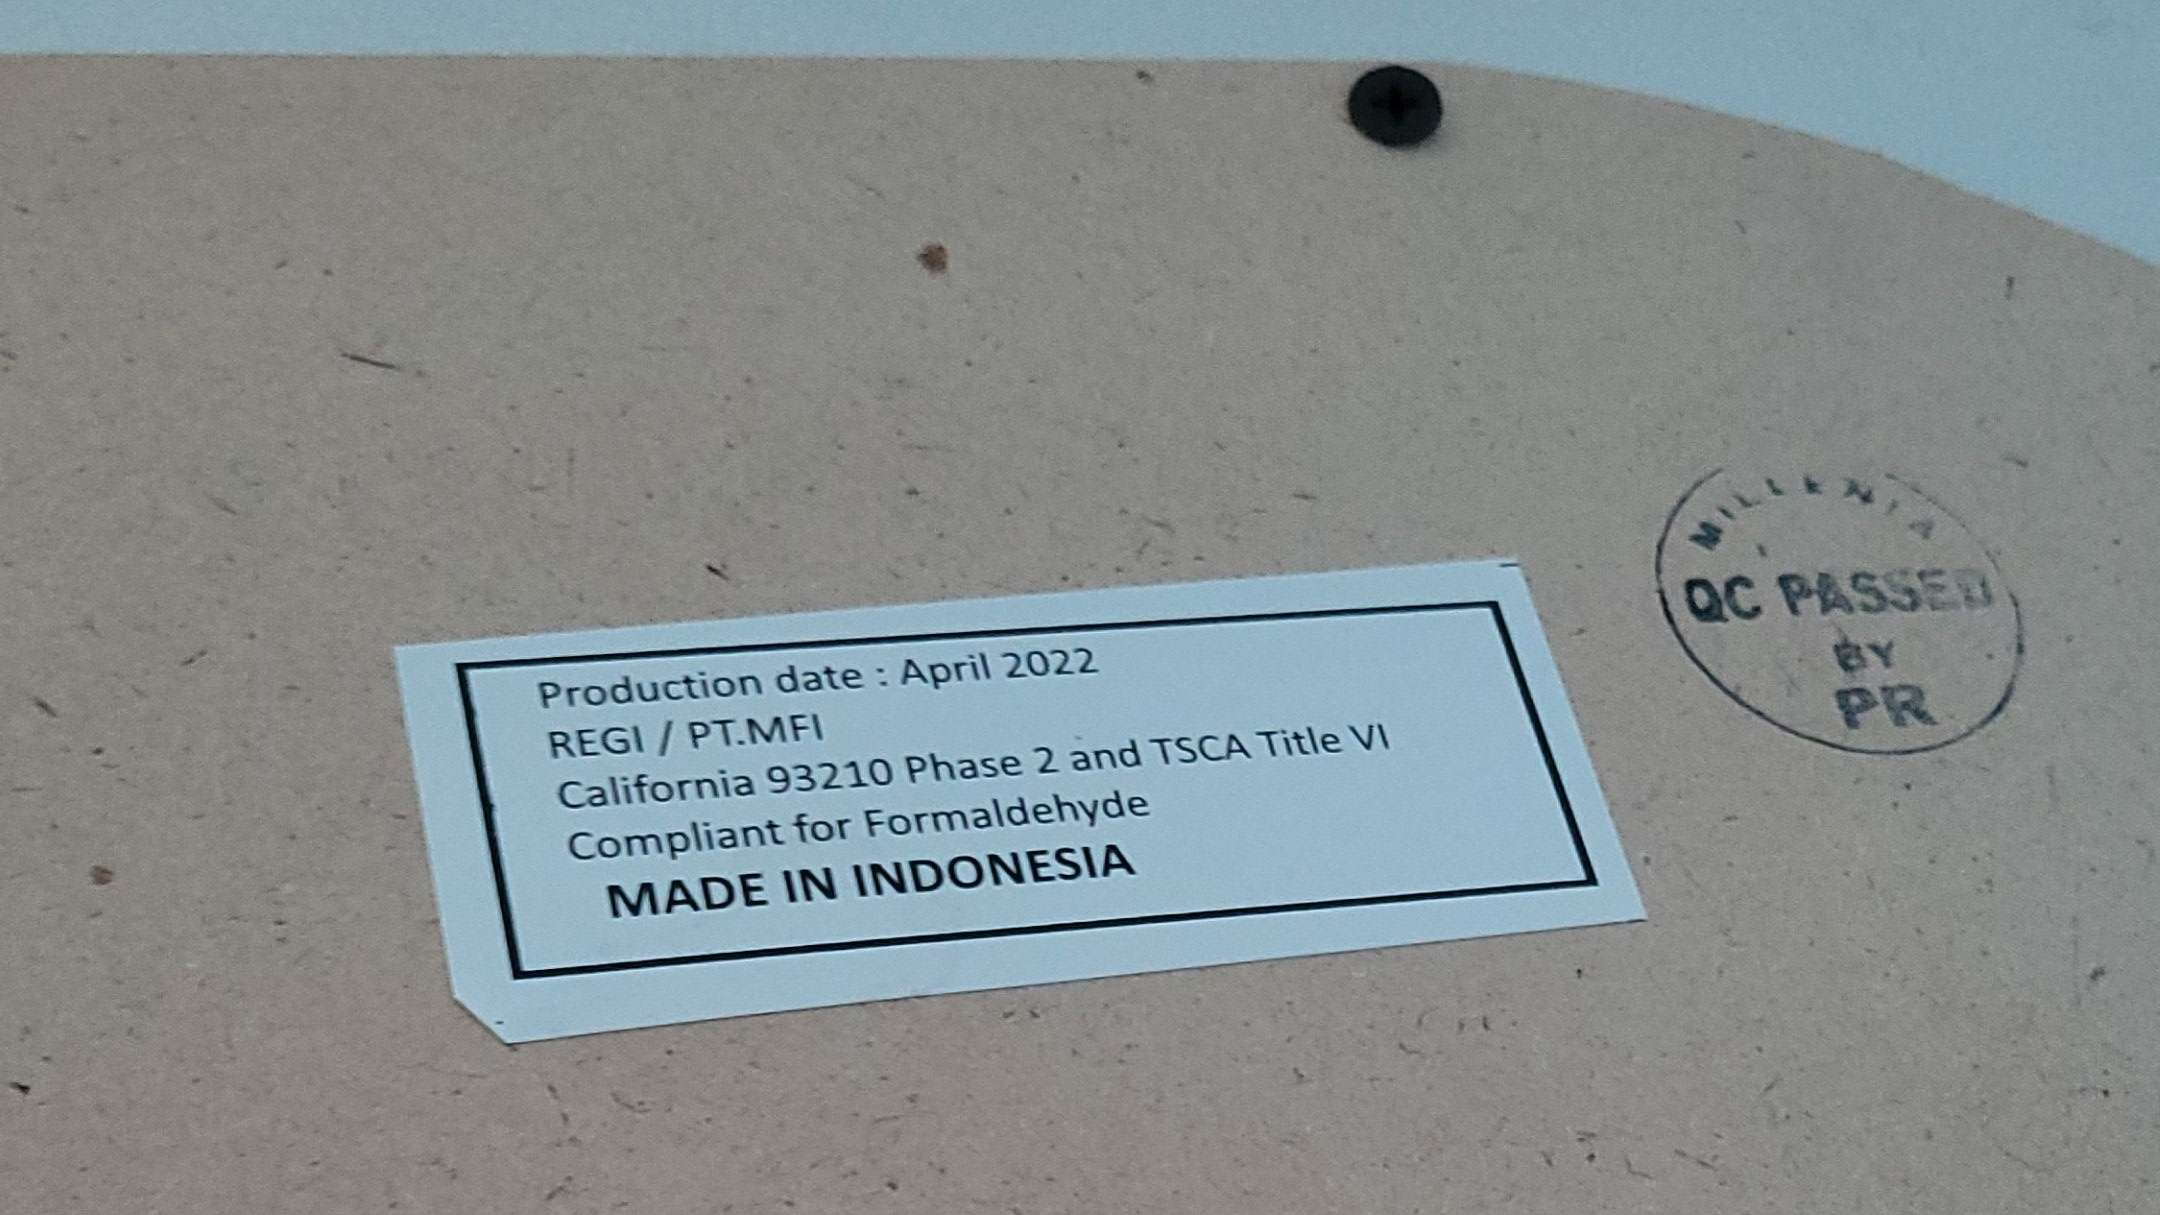 Production date : April 2022
REGI / PT.MFI
California 93210 Phase 2 and TSCA Title VI
Compliant for Formaldehyde
MADE IN INDONESIA
MILLENIA
QC PASSED
BY
PR